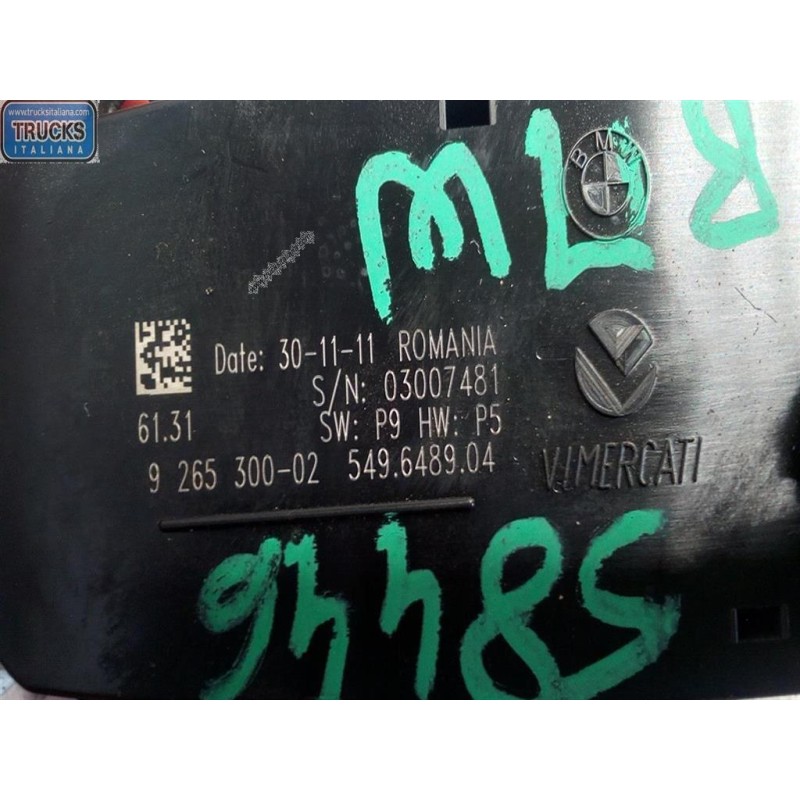 www.trucksitaliana.com
TRUCKS
ITALIANA
BMW
Date: 30-11-11 ROMANIA
S/N: 03007481
61.31 SW: P9 HW: P5
9 265 300-02 549.6489.04
VIMERCATI
58446